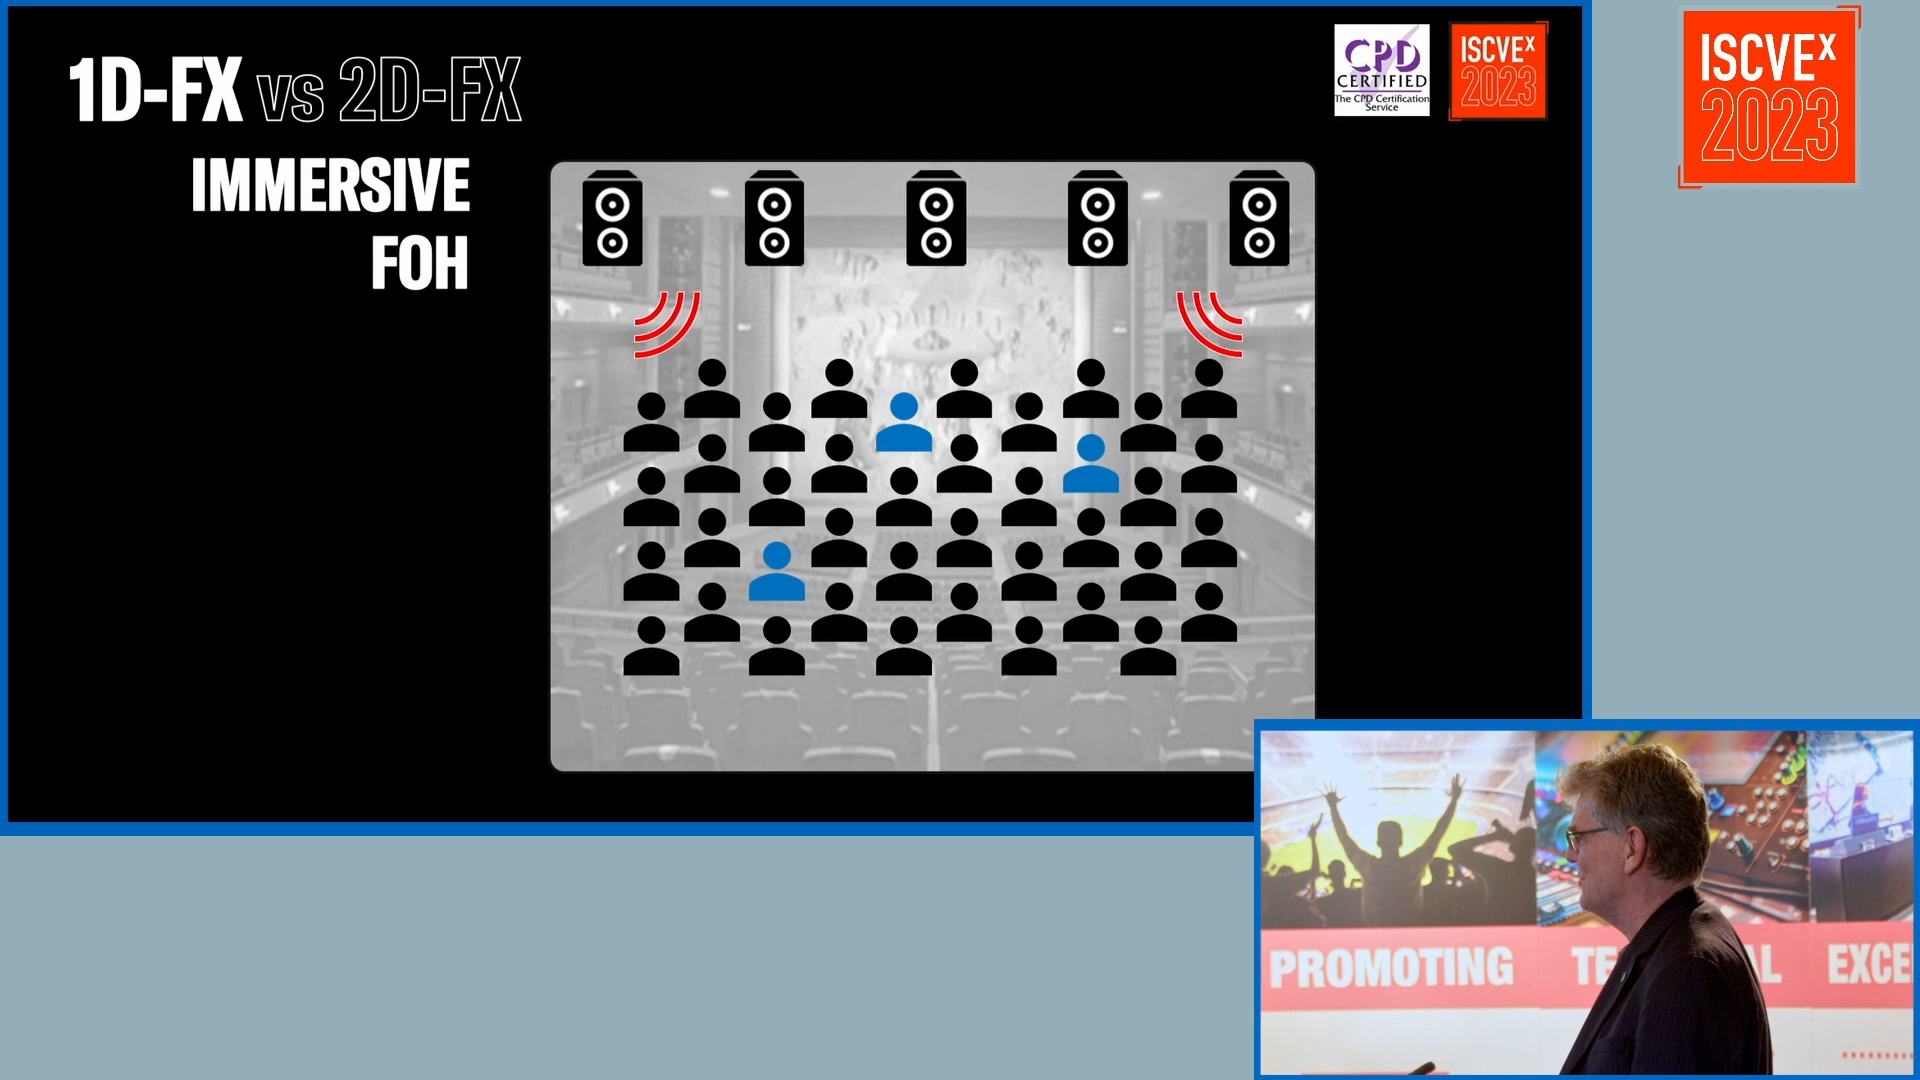 1D-FX vs 2D-FX
IMMERSIVE
FOH
CPD
CERTIFIED
The CPD Certification
Service
ISCVEx
2023
ISCVEx
2023
PROMOTING
TE
AL
EXCE